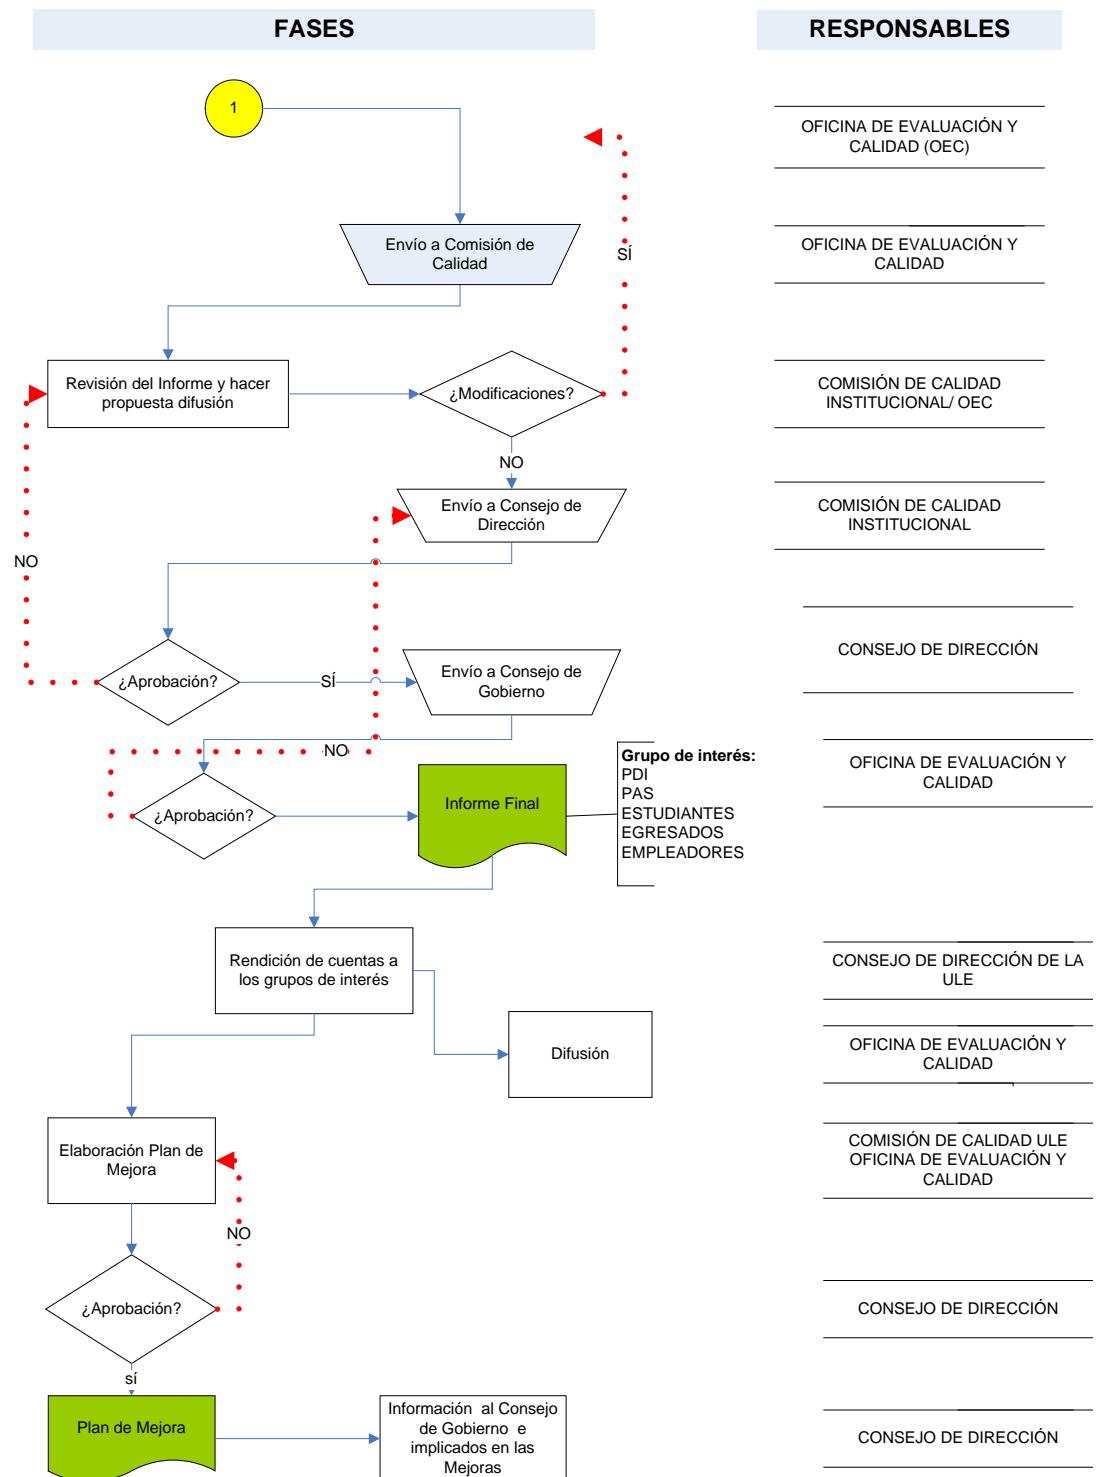 FASES
RESPONSABLES
1
OFICINA DE EVALUACIÓN Y
CALIDAD (OEC)
Envío a Comisión de
Calidad
SÍ
OFICINA DE EVALUACIÓN Y
CALIDAD
Revisión del Informe y hacer
propuesta difusión
¿Modificaciones?
COMISIÓN DE CALIDAD
INSTITUCIONAL/ OEC
NO
Envío a Consejo de
Dirección
COMISIÓN DE CALIDAD
INSTITUCIONAL
NO
¿Aprobación?
SÍ
Envío a Consejo de
Gobierno
CONSEJO DE DIRECCIÓN
NO
¿Aprobación?
Informe Final
Grupo de interés:
PDI
PAS
ESTUDIANTES
EGRESADOS
EMPLEADORES
OFICINA DE EVALUACIÓN Y
CALIDAD
Rendición de cuentas a
los grupos de interés
CONSEJO DE DIRECCIÓN DE LA
ULE
Difusión
OFICINA DE EVALUACIÓN Y
CALIDAD
Elaboración Plan de
Mejora
COMISIÓN DE CALIDAD ULE
OFICINA DE EVALUACIÓN Y
CALIDAD
NO
¿Aprobación?
CONSEJO DE DIRECCIÓN
sí
Plan de Mejora
Información al Consejo
de Gobierno e
implicados en las
Mejoras
CONSEJO DE DIRECCIÓN